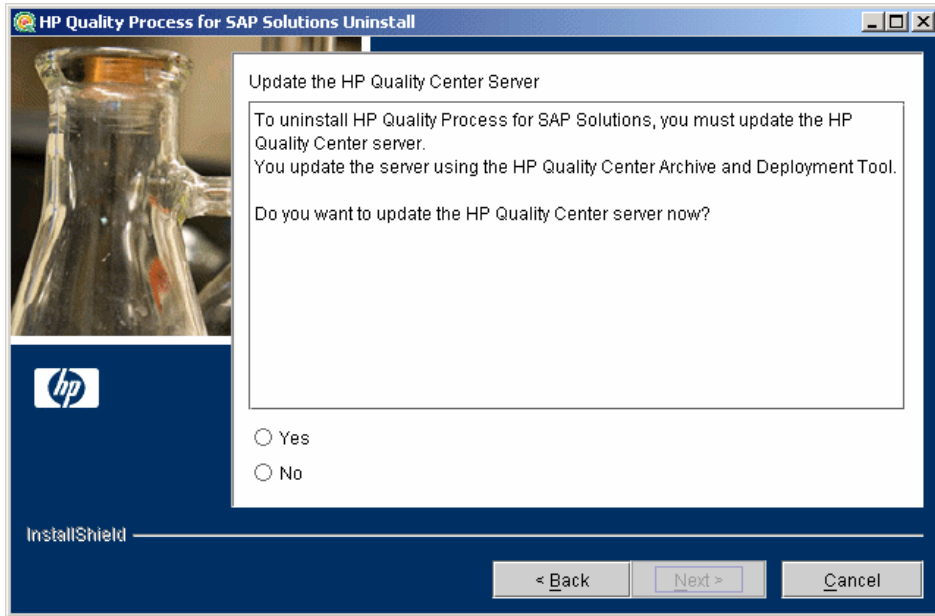 HP Quality Process for SAP Solutions Uninstall
Update the HP Quality Center Server
To uninstall HP Quality Process for SAP Solutions, you must update the HP
Quality Center server.
You update the server using the HP Quality Center Archive and Deployment Tool.
Do you want to update the HP Quality Center server now?
hp
Yes
No
InstallShield
< Back
Next >
Cancel